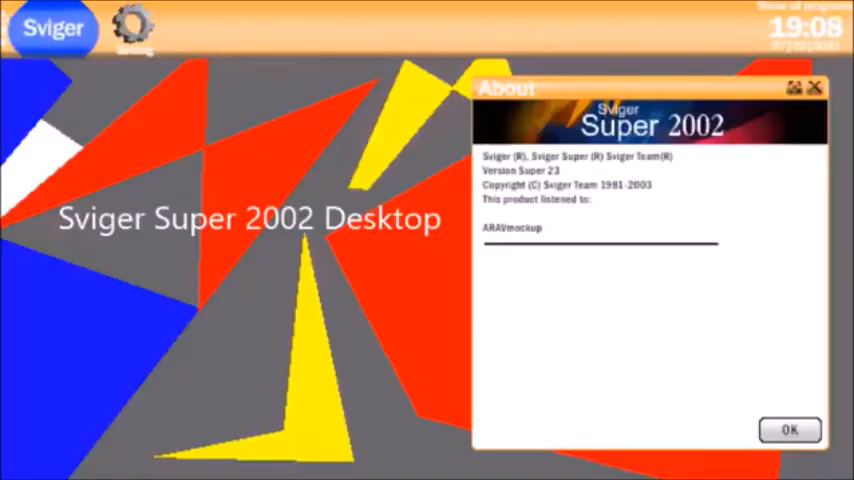 Sviger
Show all programs
19:08
About
Sviger
Super 2002
Sviger (R), Sviger Super (R) Sviger Team(R)
Version Super 23
Copyright (C) Sviger Team 1981-2003
This product listened to:
Sviger Super 2002 Desktop
ARAVmockup
OK